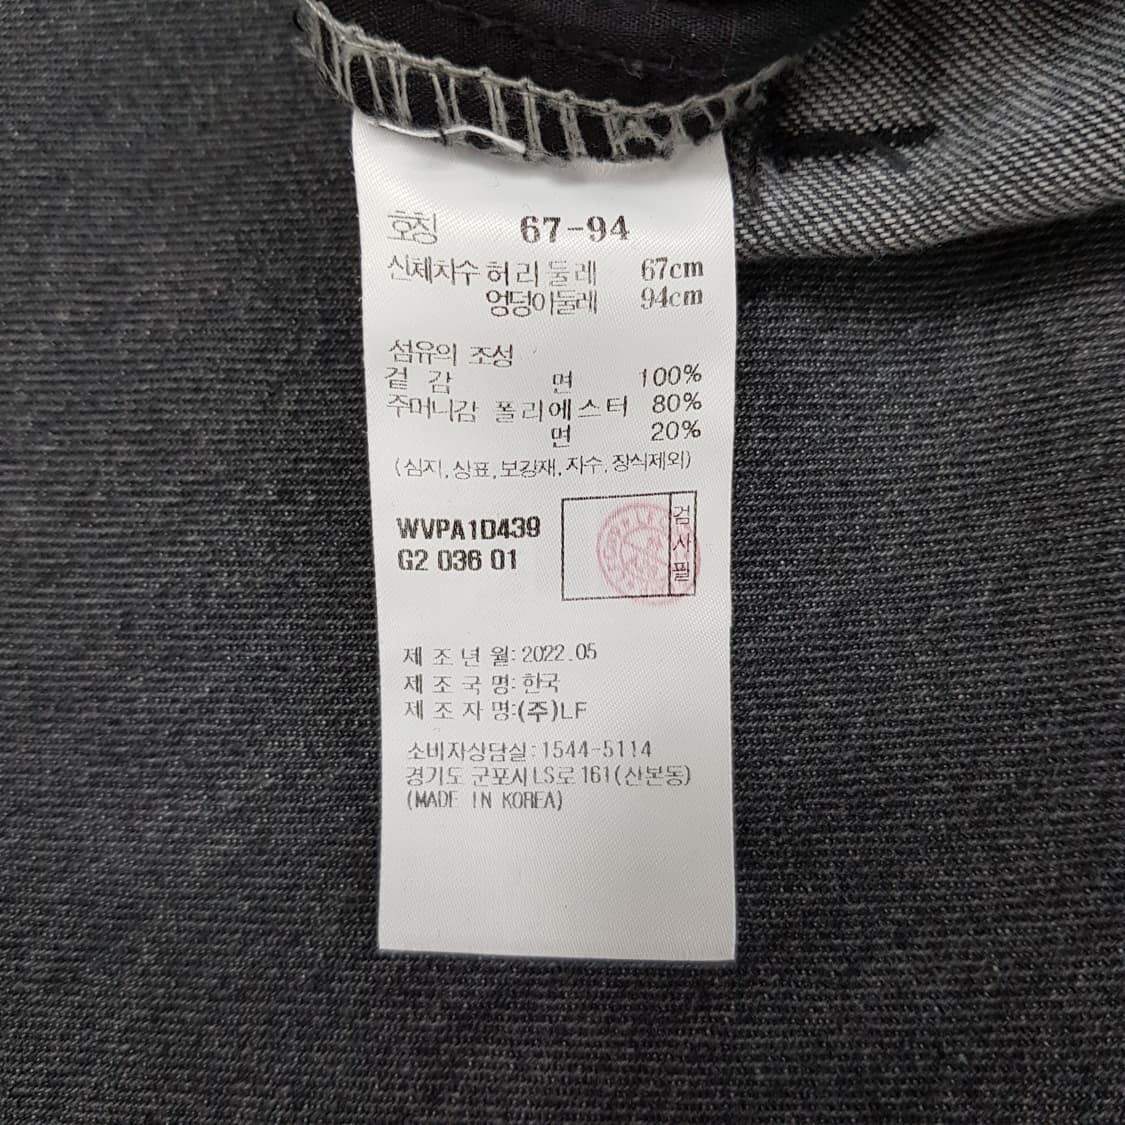 호칭 67-94
신체치수 허리둘레 67cm
엉덩이둘레 94cm
섬유의 조성
겉감 면 100%
주머니감 폴리에스터 80%
면 20%
(심지,상표,보강재,자수,장식제외)
WVPA1D439
G2 036 01
검사필
제조년월:2022.05
제조국명:한국
제조자명:(주)LF
소비자상담실:1544-5114
경기도 군포시 LS로 161(산본동)
(MADE IN KOREA)